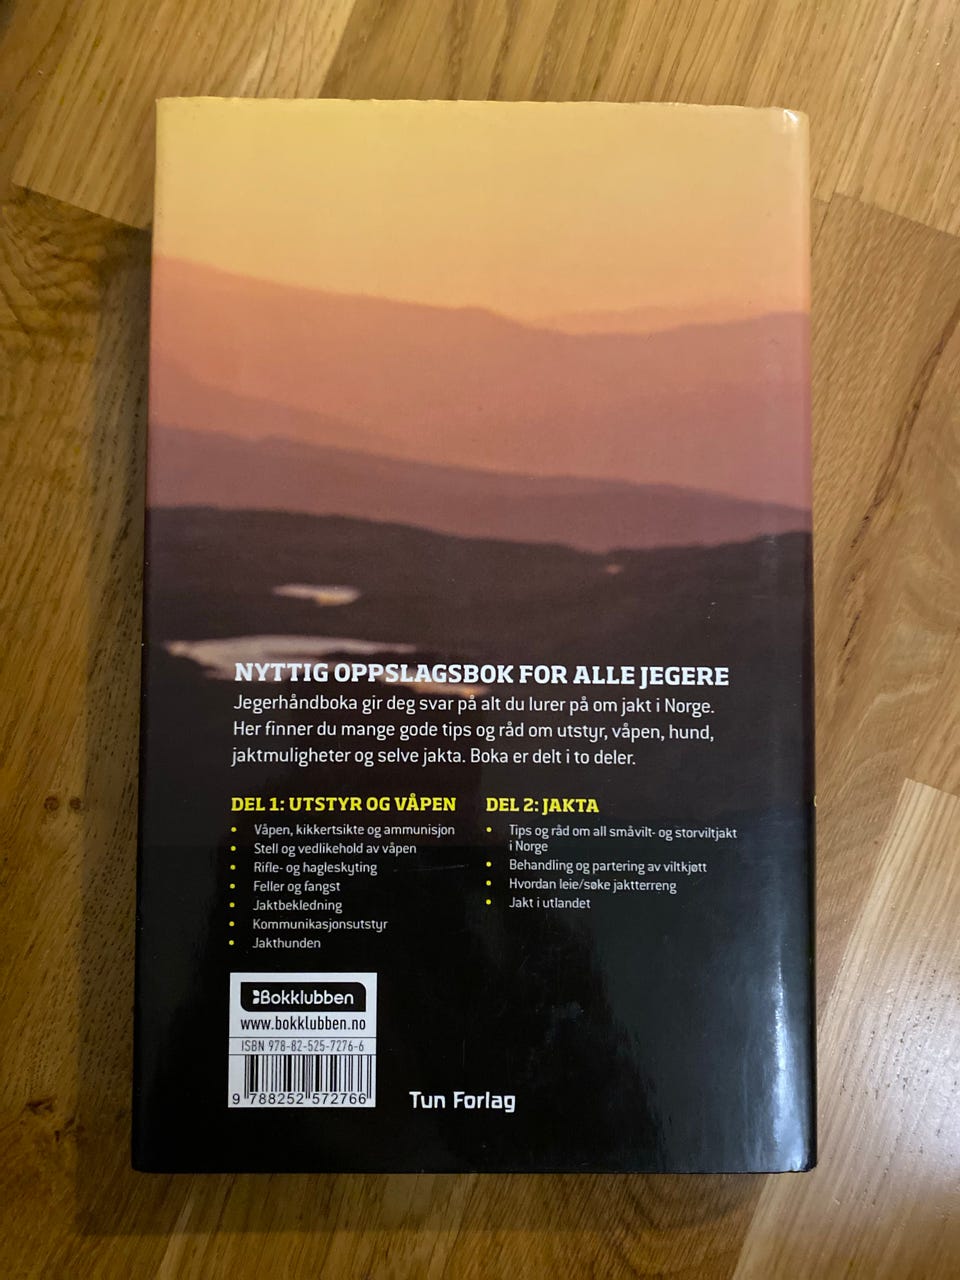 NYTTIG OPPSLAGSBOK FOR ALLE JEGERE
Jegerhåndboka gir deg svar på alt du lurer på om jakt i Norge.
Her finner du mange gode tips og råd om utstyr, våpen, hund,
jaktmuligheter og selve jakta. Boka er delt i to deler.
DEL 1: UTSTYR OG VÅPEN
• Våpen, kikkertsikte og ammunisjon
• Stell og vedlikehold av våpen
• Rifle- og hagleskyting
• Feller og fangst
• Jaktbekledning
• Kommunikasjonsutstyr
• Jakthunden
DEL 2: JAKTA
• Tips og råd om all småvilt- og storviltjakt
i Norge
• Behandling og partering av viltkjøtt
• Hvordan leie/søke jaktterreng
• Jakt i utlandet
Bokklubben
www.bokklubben.no
ISBN 978-82-525-7276-6
9 788252 572766
Tun Forlag